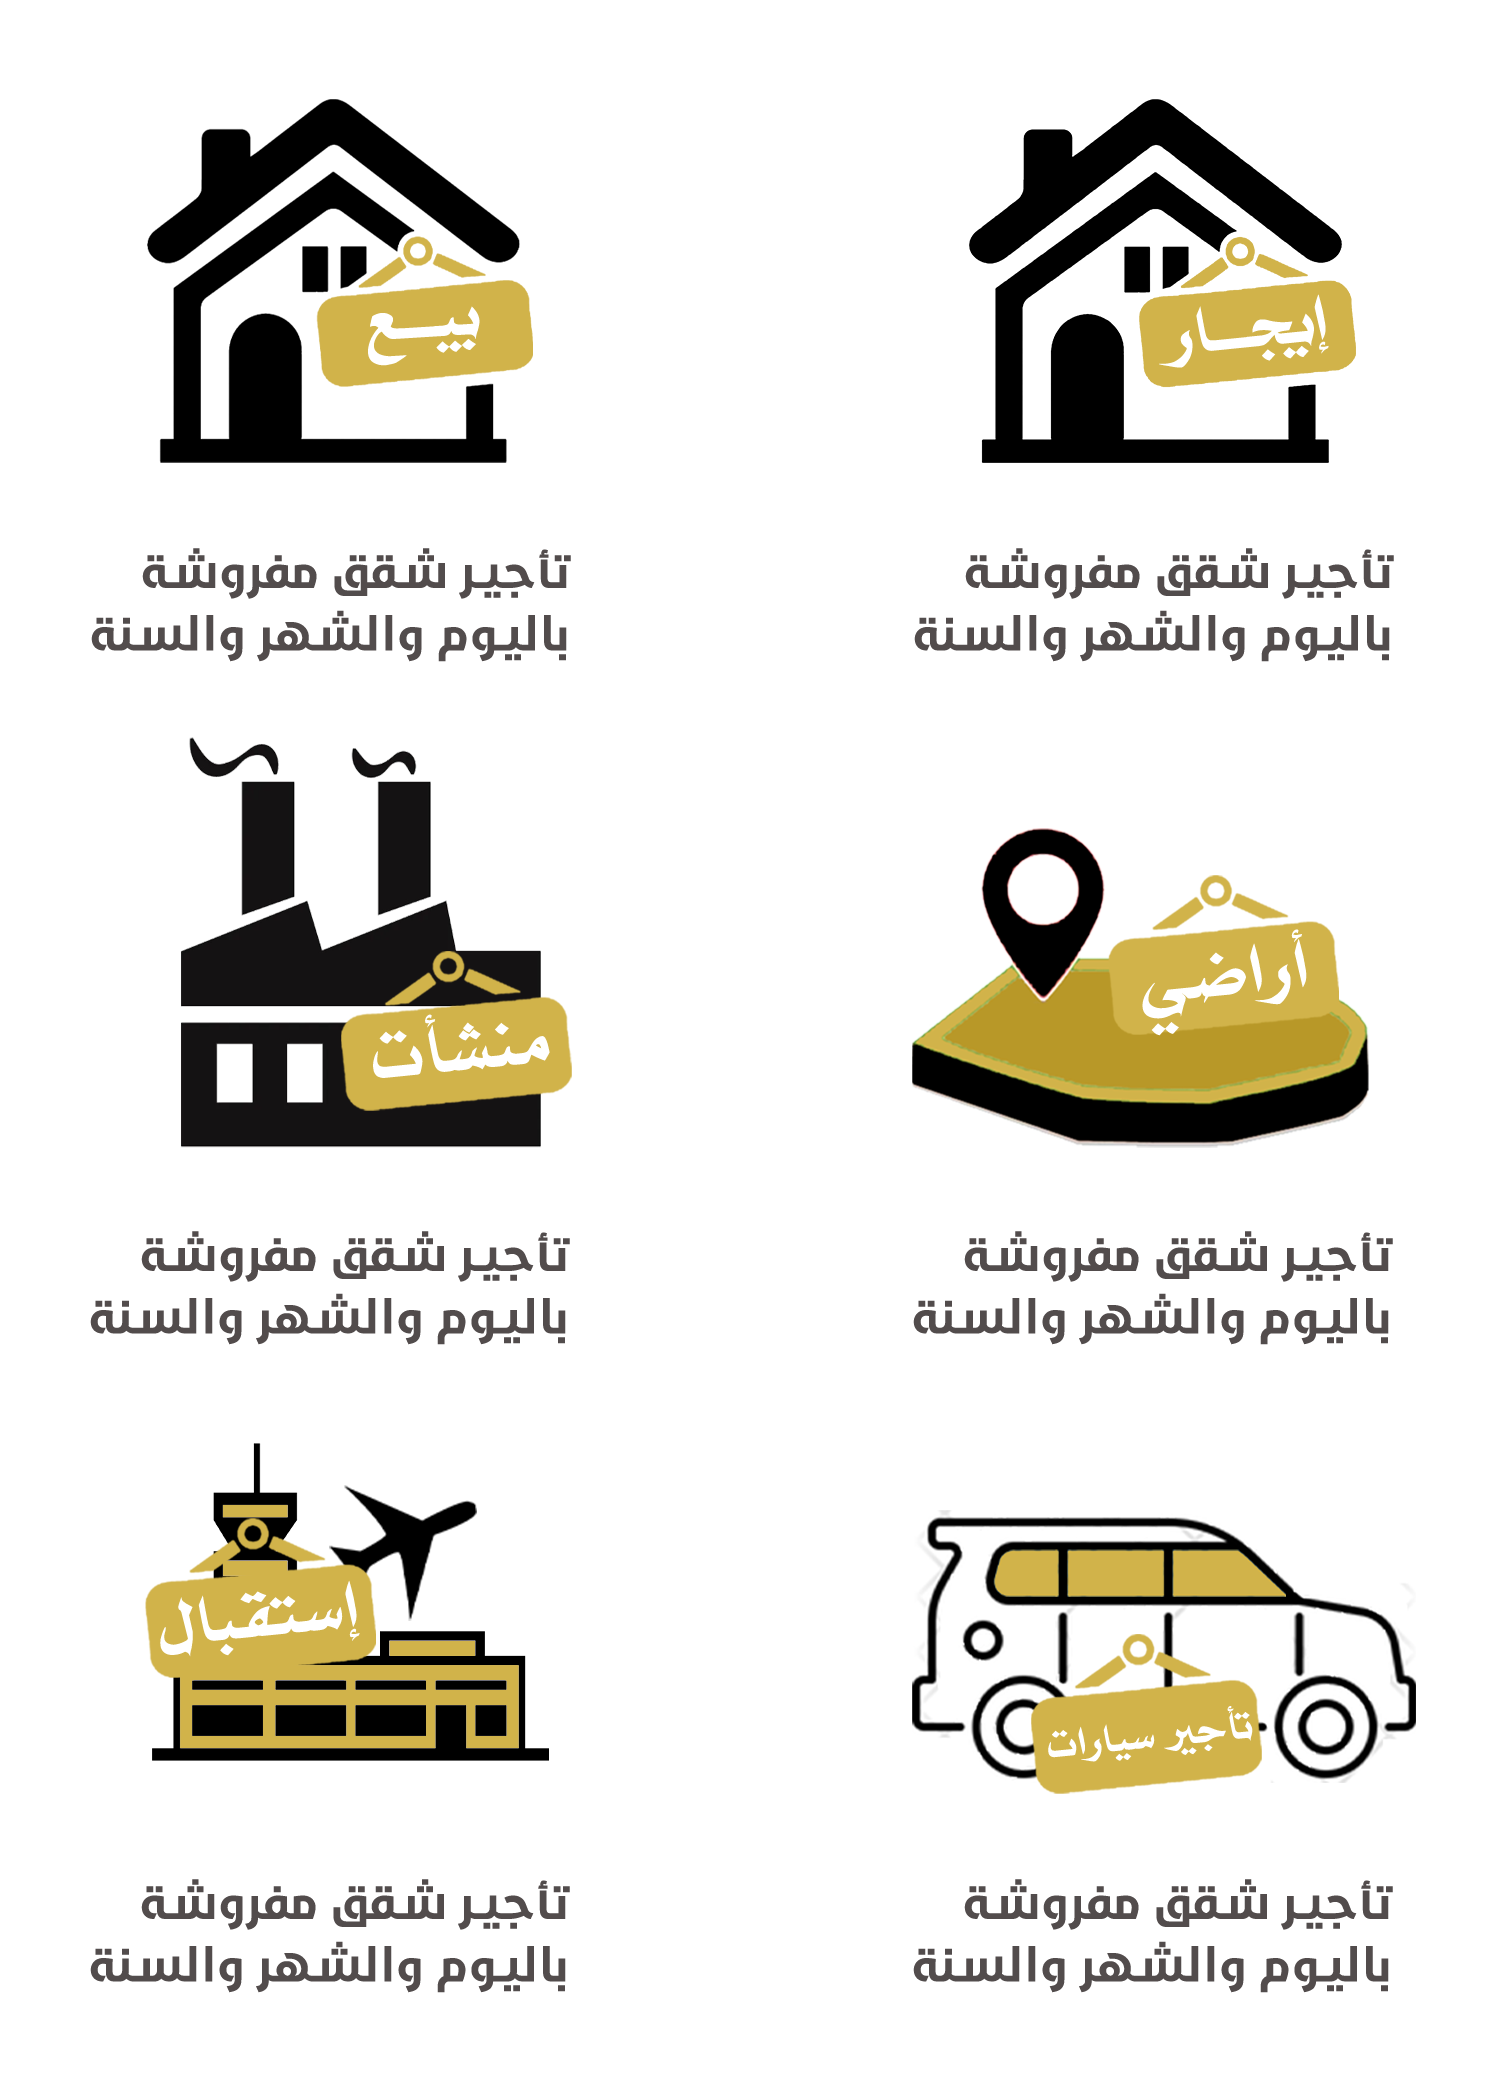 إيجار
تأجير شقق مفروشة
باليوم والشهر والسنة
بيع
تأجير شقق مفروشة
باليوم والشهر والسنة
أراضي
تأجير شقق مفروشة
باليوم والشهر والسنة
منشأت
تأجير شقق مفروشة
باليوم والشهر والسنة
تأجير سيارات
تأجير شقق مفروشة
باليوم والشهر والسنة
إستقبال
تأجير شقق مفروشة
باليوم والشهر والسنة